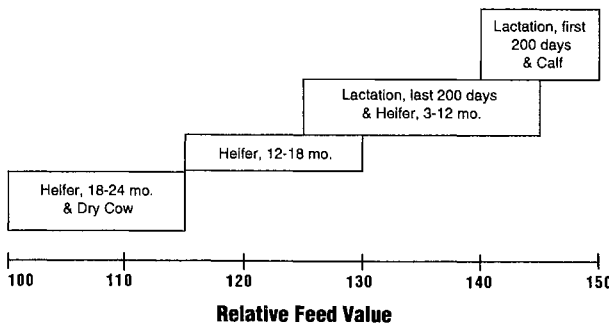 Lactation, first
200 days
& Calf
Lactation, last 200 days
& Heifer, 3-12 mo.
Heifer, 12-18 mo.
Heifer, 18-24 mo.
& Dry Cow
100 110 120 130 140 150
Relative Feed Value